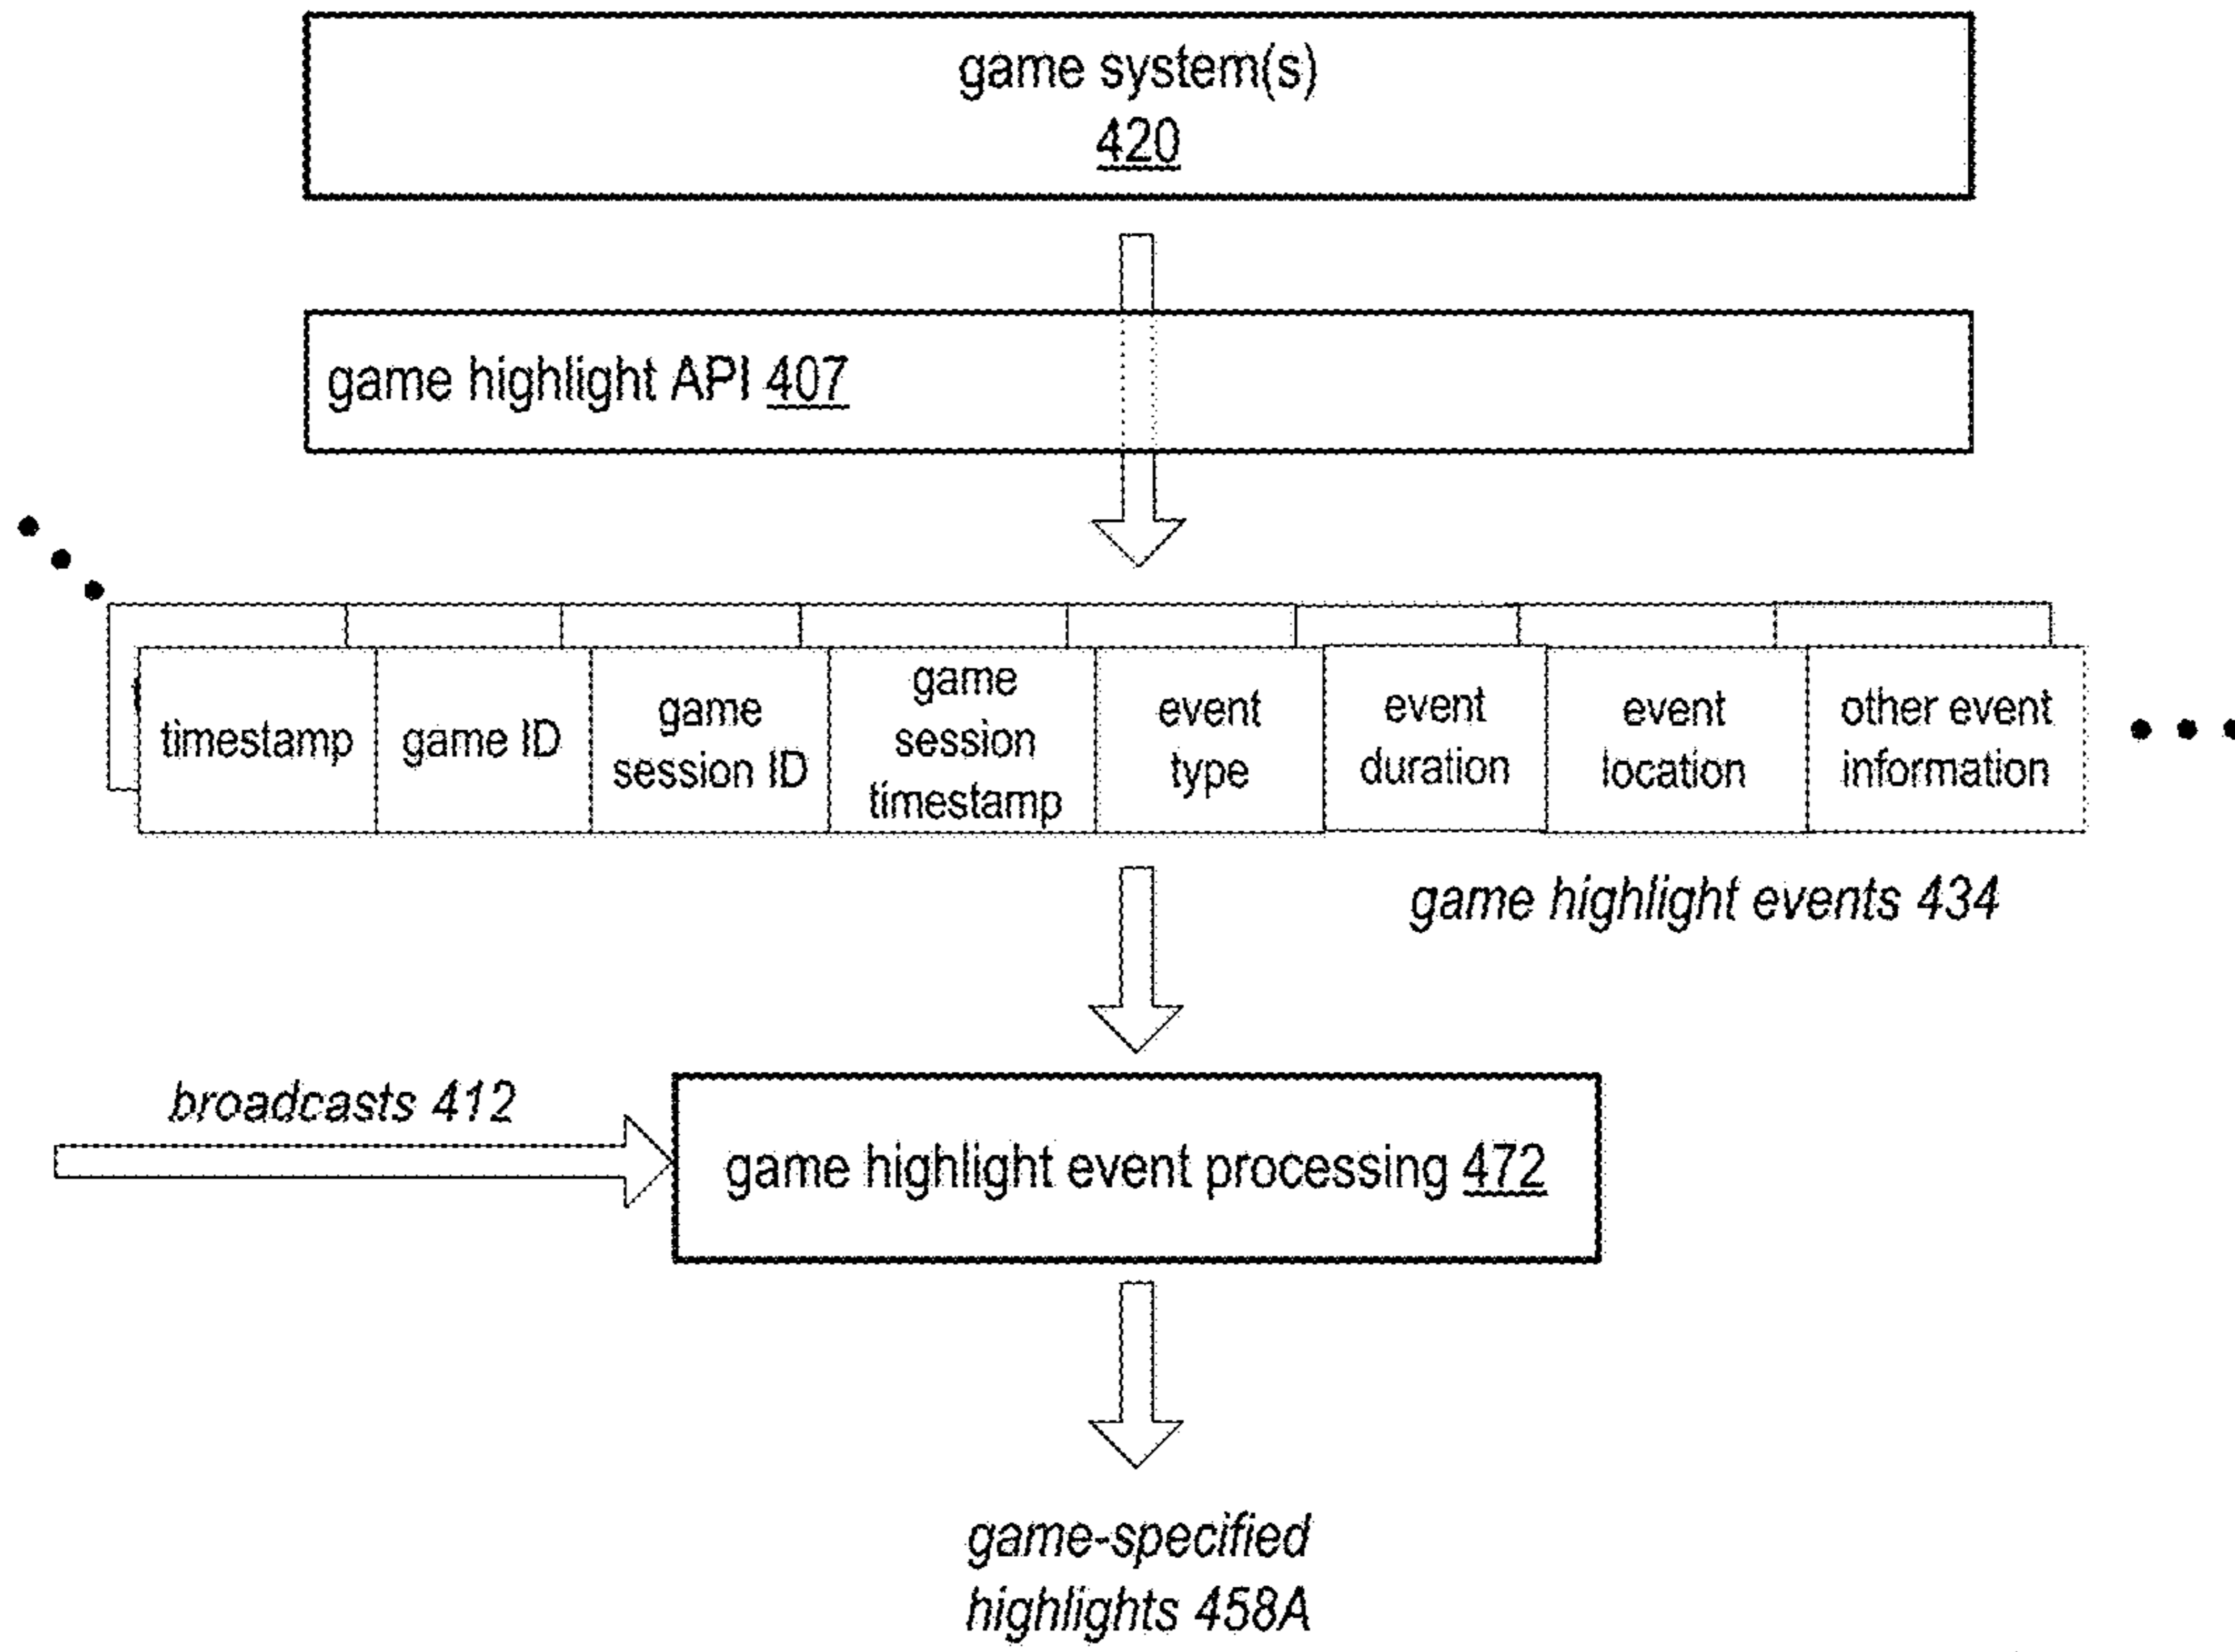 game system(s)
420
game highlight API 407
timestamp
game ID
game
session ID
game
session
timestamp
event
type
event
duration
event
location
other event
information
game highlight events 434
broadcasts 412
game highlight event processing 472
game-specified
highlights 458A